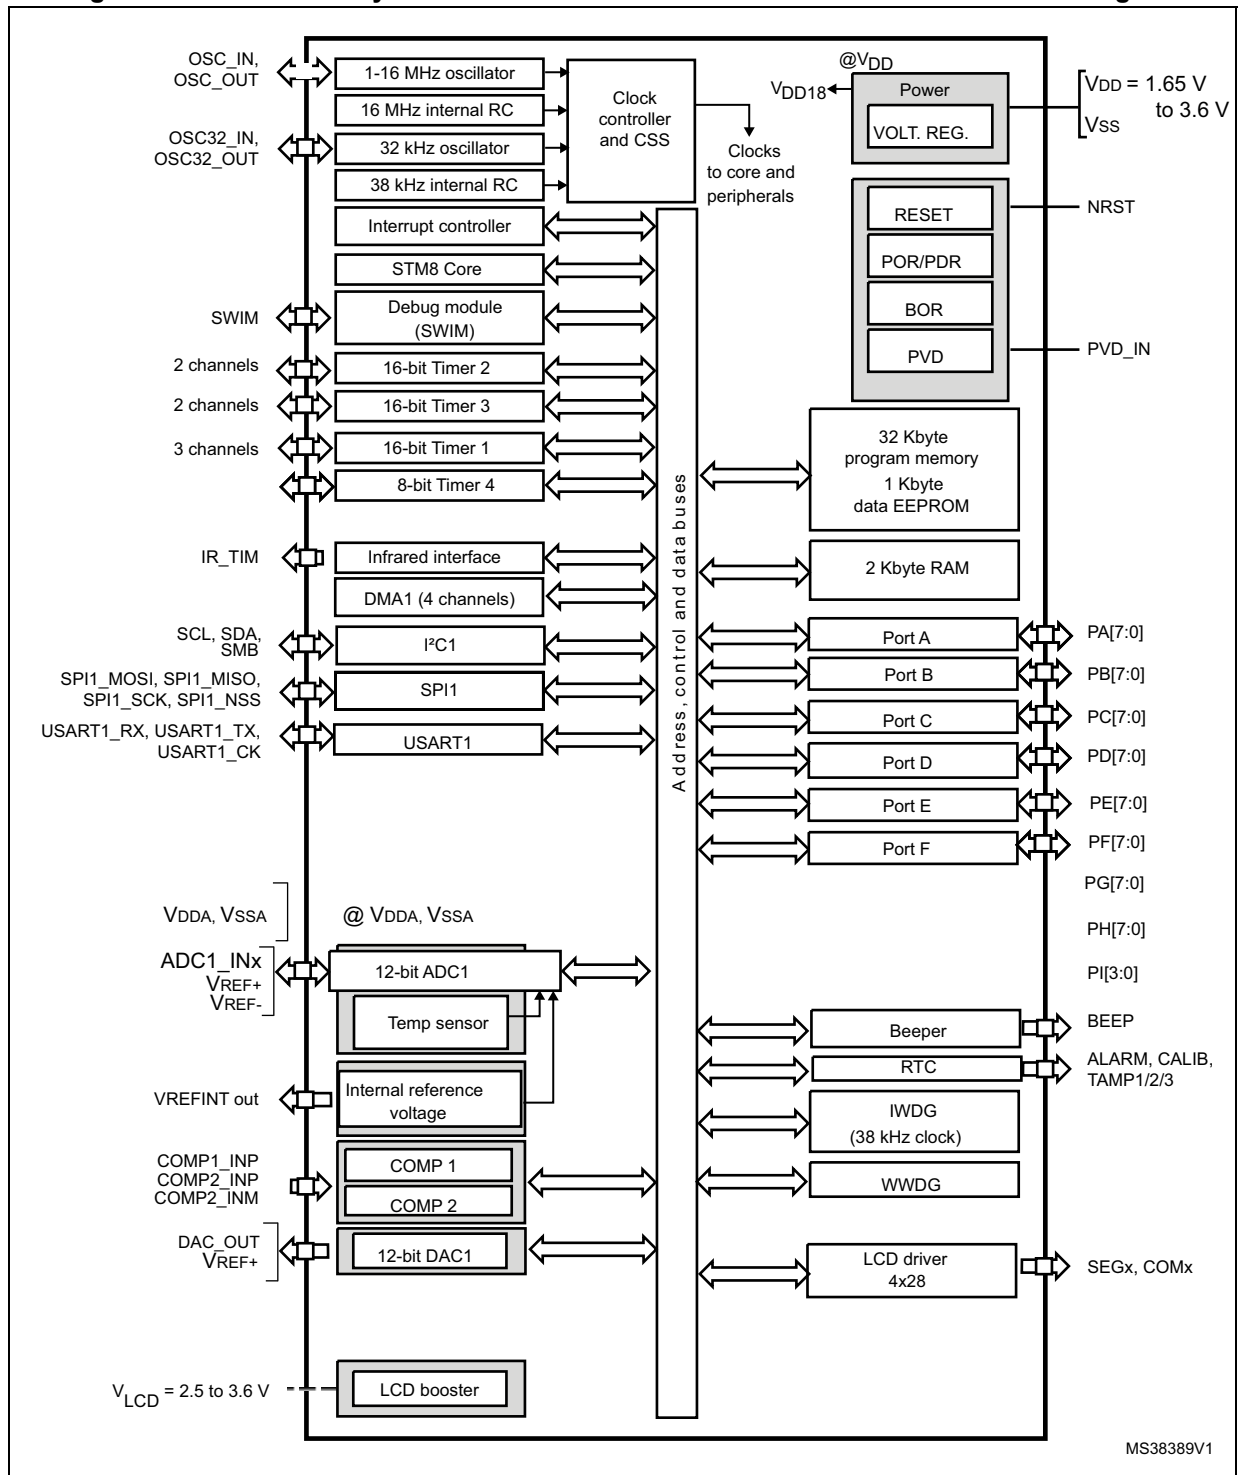 OSC_IN,
OSC_OUT
1-16 MHz oscillator
16 MHz internal RC
OSC32_IN,
OSC32_OUT
32 kHz oscillator
38 kHz internal RC
Clock
controller
and CSS
Clocks
to core and
peripherals
@VDD
VDD18
Power
VOLT. REG.
VDD = 1.65 V
to 3.6 V
VSS
RESET
NRST
POR/PDR
BOR
PVD
PVD_IN
Interrupt controller
STM8 Core
SWIM
Debug module
(SWIM)
2 channels
16-bit Timer 2
2 channels
16-bit Timer 3
3 channels
16-bit Timer 1
8-bit Timer 4
IR_TIM
Infrared interface
DMA1 (4 channels)
SCL, SDA,
SMB
I²C1
SPI1_MOSI, SPI1_MISO,
SPI1_SCK, SPI1_NSS
SPI1
USART1_RX, USART1_TX,
USART1_CK
USART1
Address, control and data buses
32 Kbyte
program memory
1 Kbyte
data EEPROM
2 Kbyte RAM
Port A
PA[7:0]
Port B
PB[7:0]
Port C
PC[7:0]
Port D
PD[7:0]
Port E
PE[7:0]
Port F
PF[7:0]
PG[7:0]
PH[7:0]
PI[3:0]
VDDA, VSSA
@ VDDA, VSSA
ADC1_INx
VREF+
VREF-
12-bit ADC1
Temp sensor
VREFINT out
Internal reference
voltage
COMP1_INP
COMP2_INP
COMP2_INM
COMP 1
COMP 2
DAC_OUT
VREF+
12-bit DAC1
Beeper
BEEP
RTC
ALARM, CALIB,
TAMP1/2/3
IWDG
(38 kHz clock)
WWDG
LCD driver
4x28
SEGx, COMx
VLCD = 2.5 to 3.6 V
LCD booster
MS38389V1